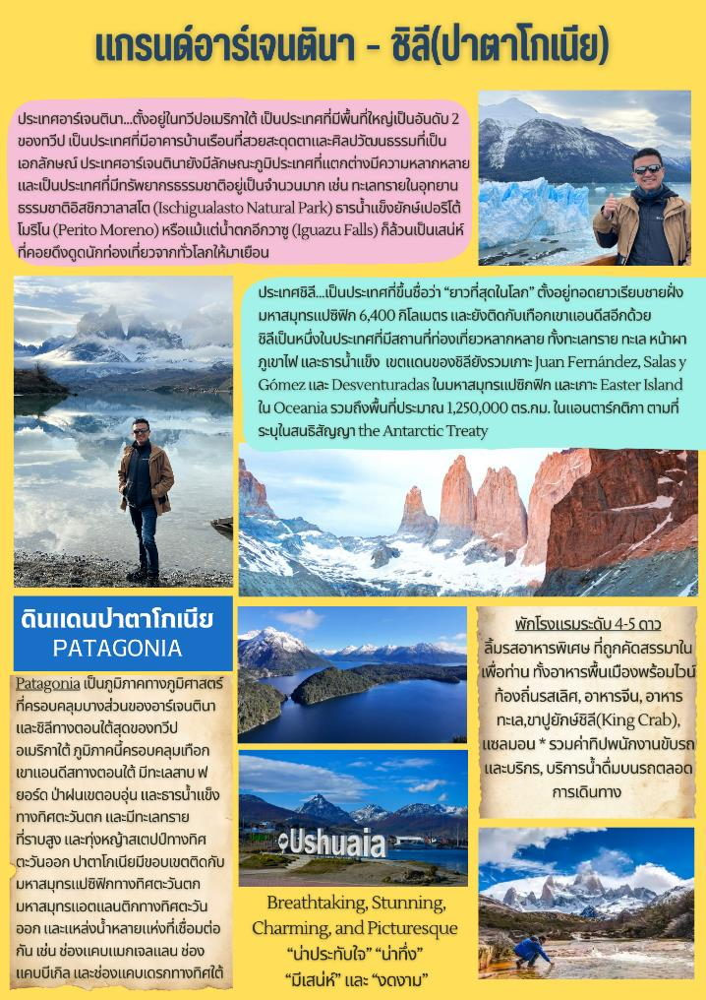 แกรนด์อาร์เจนตินา - ชิลี(ปาตาโกเนีย)
ประเทศอาร์เจนตินา...ตั้งอยู่ในทวีปอเมริกาใต้ เป็นประเทศที่มีพื้นที่ใหญ่เป็นอันดับ 2
ของทวีป เป็นประเทศที่มีอาคารบ้านเรือนที่สวยสะดุดตาและศิลปวัฒนธรรมที่เป็น
เอกลักษณ์ ประเทศอาร์เจนตินายังมีลักษณะภูมิประเทศที่แตกต่างมีความหลากหลาย
และเป็นประเทศที่มีทรัพยากรธรรมชาติอยู่เป็นจำนวนมาก เช่น ทะเลทรายในอุทยาน
ธรรมชาติอิสชิกวาลาสโต (Ischigualasto Natural Park) ธารน้ำแข็งยักษ์เปอริโต้
โมริโน (Perito Moreno) หรือแม้แต่น้ำตกอีกวาซู (Iguazu Falls) ก็ล้วนเป็นเสน่ห์
ที่คอยดึงดูดนักท่องเที่ยวจากทั่วโลกให้มาเยือน
ประเทศชิลี...เป็นประเทศที่ขึ้นชื่อว่า “ยาวที่สุดในโลก” ตั้งอยู่ทอดยาวเรียบชายฝั่ง
มหาสมุทรแปซิฟิก 6,400 กิโลเมตร และยังติดกับเทือกเขาแอนดีสอีกด้วย
ชิลีเป็นหนึ่งในประเทศที่มีสถานที่ท่องเที่ยวหลากหลาย ทั้งทะเลทราย ทะเล หน้าผา
ภูเขาไฟ และธารน้ำแข็ง เขตแดนของชิลียังรวมเกาะ Juan Fernández, Salas y
Gómez และ Desventuradas ในมหาสมุทรแปซิกฟิก และเกาะ Easter Island
ใน Oceania รวมถึงพื้นที่ประมาณ 1,250,000 ตร.กม. ในแอนตาร์กติกา ตามที่
ระบุในสนธิสัญญา the Antarctic Treaty
ดินแดนปาตาโกเนีย
PATAGONIA
Patagonia เป็นภูมิภาคทางภูมิศาสตร์
ที่ครอบคลุมบางส่วนของอาร์เจนตินา
และชิลีทางตอนใต้สุดของทวีป
อเมริกาใต้ ภูมิภาคนี้ครอบคลุมเทือก
เขาแอนดีสทางตอนใต้ มีทะเลสาบ ฟ
ยอร์ด ป่าฝนเขตอบอุ่น และธารน้ำแข็ง
ทางทิศตะวันตก และมีทะเลทราย
ที่ราบสูง และทุ่งหญ้าสเตปป์ทางทิศ
ตะวันออก ปาตาโกเนียมีขอบเขตติดกับ
มหาสมุทรแปซิฟิกทางทิศตะวันตก
มหาสมุทรแอตแลนติกทางทิศตะวัน
ออก และแหล่งน้ำหลายแห่งที่เชื่อมต่อ
กัน เช่น ช่องแคบแมกเจลแลน ช่อง
แคบบีเกิล และช่องแคบเดรกทางทิศใต้
Ushuaia
Breathtaking, Stunning,
Charming, and Picturesque
“น่าประทับใจ” “น่าทึ่ง”
“มีเสน่ห์” และ “งดงาม”
พักโรงแรมระดับ 4-5 ดาว
ลิ้มรสอาหารพิเศษ ที่ถูกคัดสรรมาใน
เพื่อท่าน ทั้งอาหารพื้นเมืองพร้อมไวน์
ท้องถิ่นรสเลิศ, อาหารจีน, อาหาร
ทะเล,ขาปูยักษ์ชิลี(King Crab),
แซลมอน * รวมค่าทิปพนักงานขับรถ
และบริกร, บริการน้ำดื่มบนรถตลอด
การเดินทาง